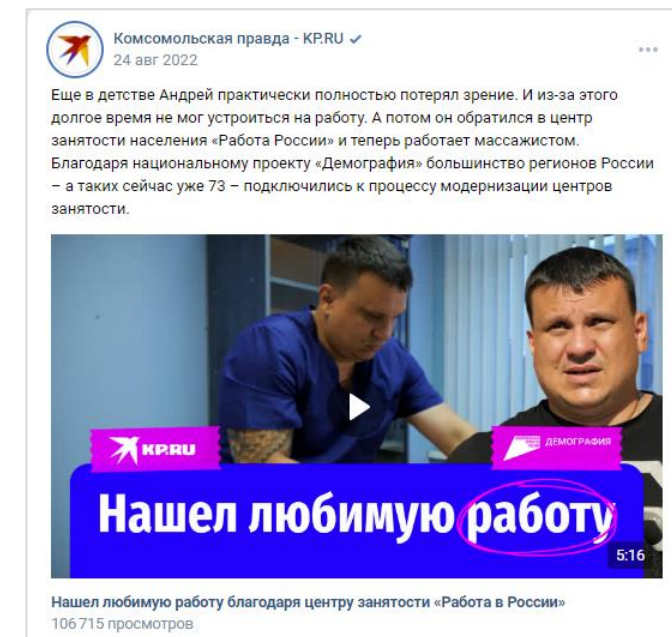 Комсомольская правда - KP.RU
24 авг 2022
Еще в детстве Андрей практически полностью потерял зрение. И из-за этого
долгое время не мог устроиться на работу. А потом он обратился в центр
занятости населения «Работа России» и теперь работает массажистом.
Благодаря национальному проекту «Демография» большинство регионов России
– а таких сейчас уже 73 – подключились к процессу модернизации центров
занятости.
KP.RU
ДЕМОГРАФИЯ
Нашел любимую работу
5:16
Нашел любимую работу благодаря центру занятости «Работа в России»
106 715 просмотров